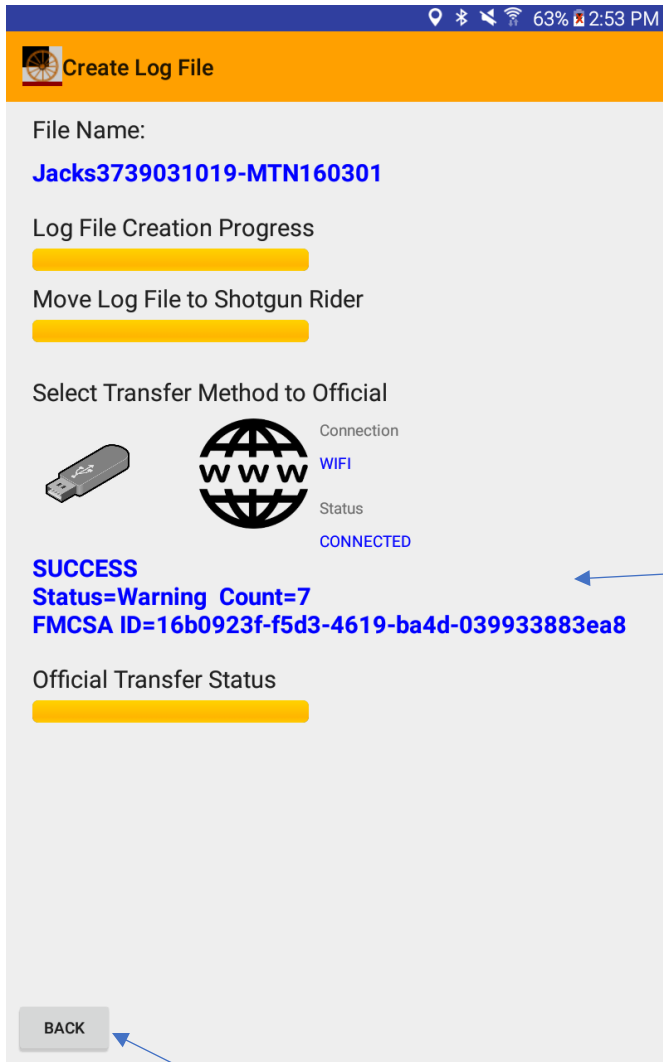 63% 2:53 PM
Create Log File
File Name:
Jacks3739031019-MTN160301
Log File Creation Progress
Move Log File to Shotgun Rider
Select Transfer Method to Official
WWW
Connection
WIFI
Status
CONNECTED
SUCCESS
Status=Warning Count=7
FMCSA ID=16b0923f-f5d3-4619-ba4d-039933883ea8
Official Transfer Status
BACK